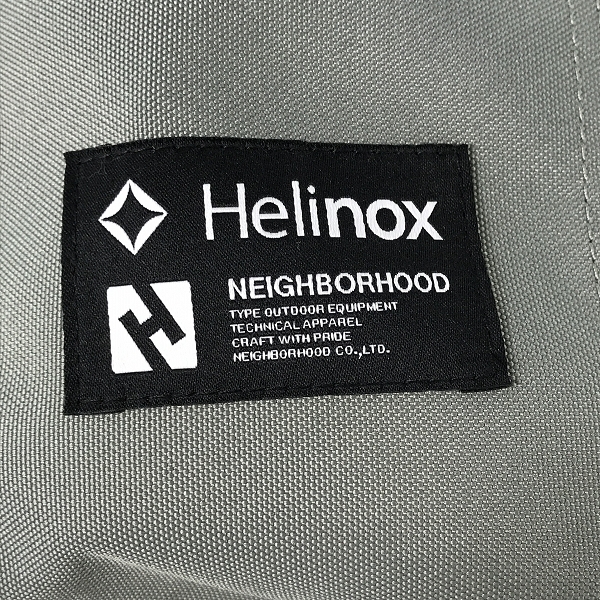 Helinox
NEIGHBORHOOD
TYPE OUTDOOR EQUIPMENT
TECHNICAL APPAREL
CRAFT WITH PRIDE
NEIGHBORHOOD CO.,LTD.